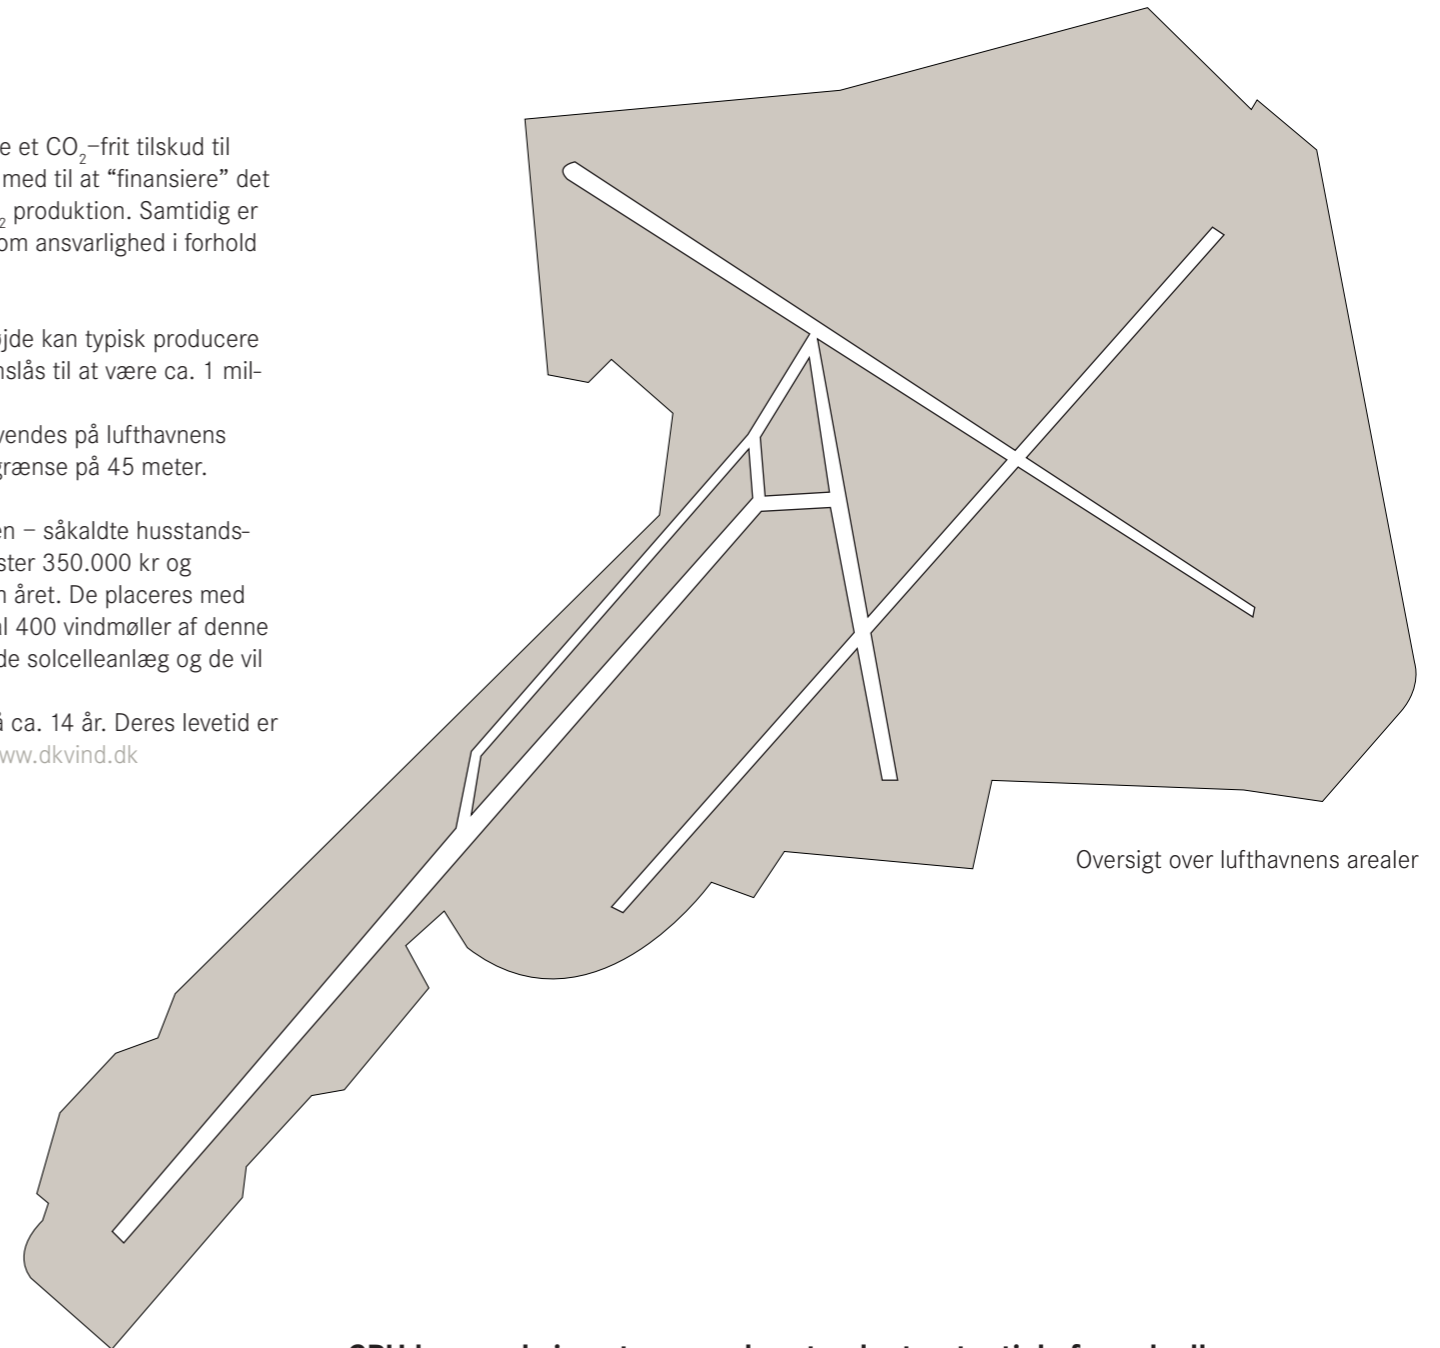 e et CO₂–frit tilskud til
med til at “finansiere” det
₂ produktion. Samtidig er
om ansvarlighed i forhold
jde kan typisk producere
nslås til at være ca. 1 mil-
vendes på lufthavnens
grænse på 45 meter.
en – såkaldte husstands-
ster 350.000 kr og
n året. De placeres med
al 400 vindmøller af denne
de solcelleanlæg og de vil
å ca. 14 år. Deres levetid er
ww.dkvind.dk
Oversigt over lufthavnens arealer